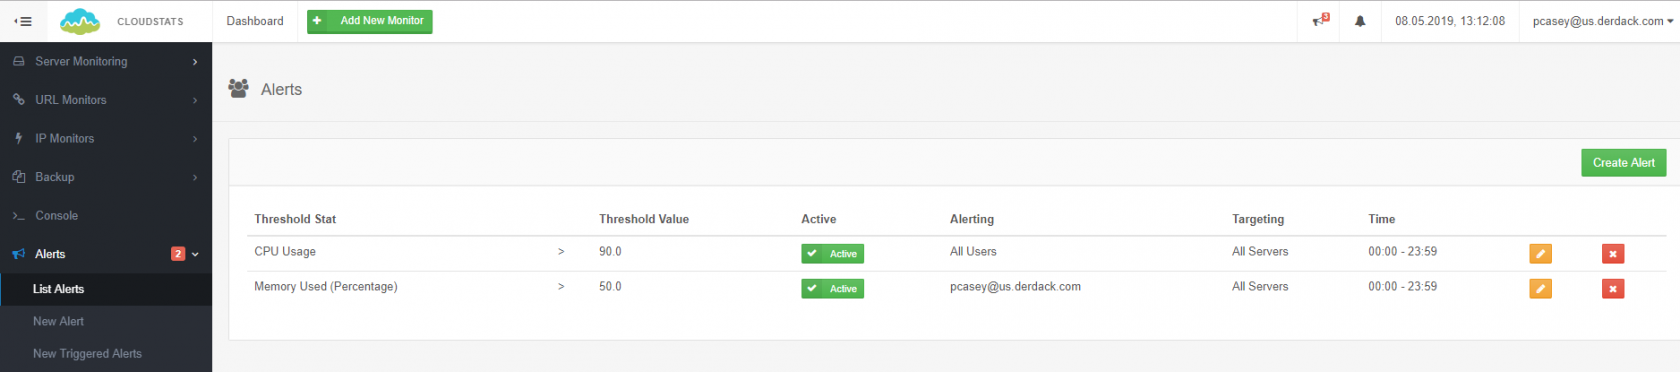 CLOUDSTATS Dashboard + Add New Monitor 3 08.05.2019, 13:12:08 pcasey@us.derdack.com
Server Monitoring
URL Monitors
IP Monitors
Backup
Console
Alerts 2
List Alerts
New Alert
New Triggered Alerts
Alerts
Create Alert
Threshold Stat Threshold Value Active Alerting Targeting Time
CPU Usage > 90.0 Active All Users All Servers 00:00 - 23:59
Memory Used (Percentage) > 50.0 Active pcasey@us.derdack.com All Servers 00:00 - 23:59